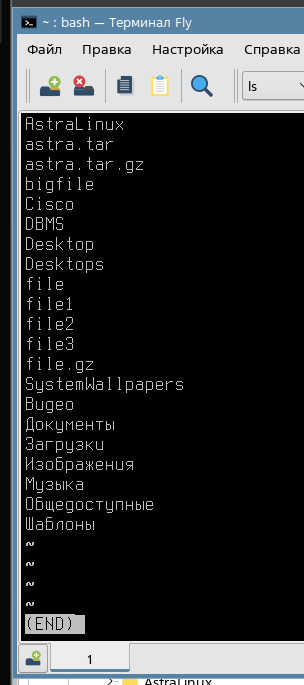 ~ : bash — Терминал Fly
Файл Правка Настройка Справка
ls
AstraLinux
astra.tar
astra.tar.gz
bigfile
Cisco
DBMS
Desktop
Desktops
file
file1
file2
file3
file.gz
SystemWallpapers
Видео
Документы
Загрузки
Изображения
Музыка
Общедоступные
Шаблоны
~
~
~
~
(END)
1
AstraLinux